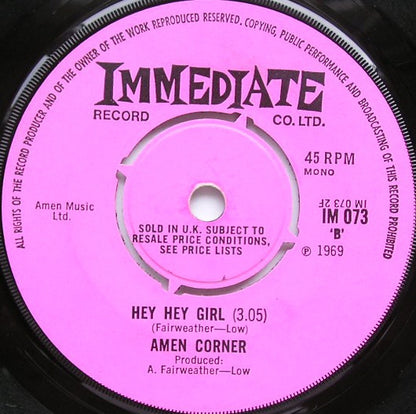 ALL RIGHTS OF THE RECORD PRODUCER AND OF THE OWNER OF THE WORK REPRODUCED RESERVED. COPYING, PUBLIC PERFORMANCE AND BROADCASTING OF THIS RECORD PROHIBITED
IMMEDIATE
RECORD CO. LTD.
45 RPM
MONO
Amen Music
Ltd.
IM 073 2F
IM 073
'B'
℗ 1969
SOLD IN U.K. SUBJECT TO
RESALE PRICE CONDITIONS,
SEE PRICE LISTS
HEY HEY GIRL (3.05)
(Fairweather—Low)
AMEN CORNER
Produced:
A. Fairweather—Low